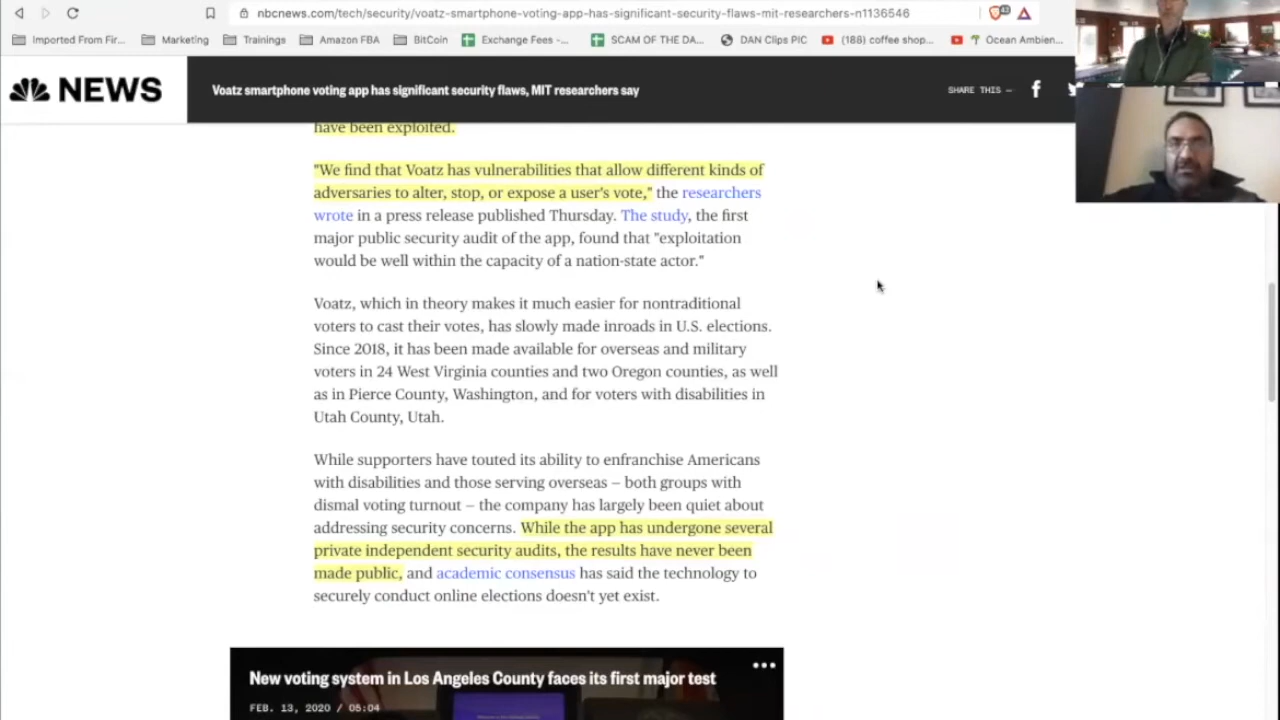 nbcnews.com/tech/security/voatz-smartphone-voting-app-has-significant-security-flaws-mit-researchers-n1136546
Imported From Fir... Marketing Trainings Amazon FBA BitCoin Exchange Fees -... SCAM OF THE DA... DAN Clips PIC (188) coffee shop... Ocean Ambien...
NEWS Voatz smartphone voting app has significant security flaws, MIT researchers say SHARE THIS —
have been exploited.
"We find that Voatz has vulnerabilities that allow different kinds of
adversaries to alter, stop, or expose a user's vote," the researchers
wrote in a press release published Thursday. The study, the first
major public security audit of the app, found that "exploitation
would be well within the capacity of a nation-state actor."
Voatz, which in theory makes it much easier for nontraditional
voters to cast their votes, has slowly made inroads in U.S. elections.
Since 2018, it has been made available for overseas and military
voters in 24 West Virginia counties and two Oregon counties, as well
as in Pierce County, Washington, and for voters with disabilities in
Utah County, Utah.
While supporters have touted its ability to enfranchise Americans
with disabilities and those serving overseas — both groups with
dismal voting turnout — the company has largely been quiet about
addressing security concerns. While the app has undergone several
private independent security audits, the results have never been
made public, and academic consensus has said the technology to
securely conduct online elections doesn't yet exist.
New voting system in Los Angeles County faces its first major test
FEB. 13, 2020 / 05:04